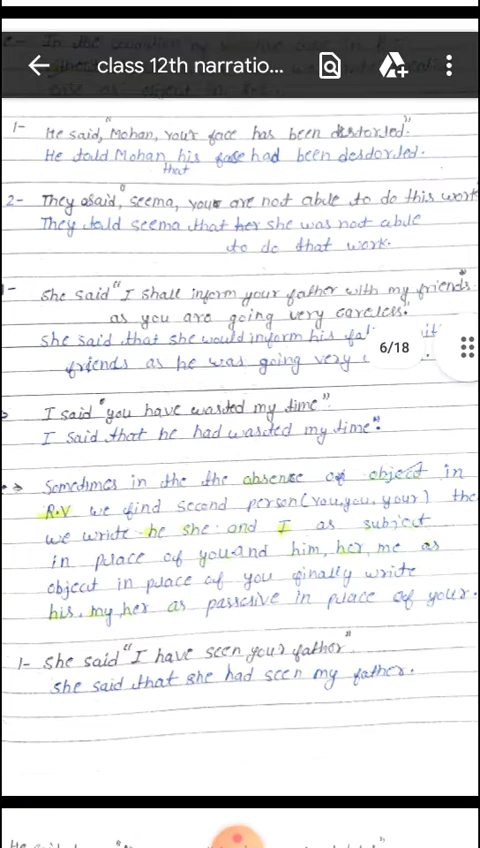 class 12th narratio...
1- He said, "Mohan, your face has been distorled."
He told Mohan his face had been desdorled.
that
2- They said, "Seema, you are not able to do this work
They told seema that her she was not able
to do that work.
She said "I shall inform your father with my friends
as you are going very careless."
She said that she would inform his
friends as he was going very
6/18
I said "you have wasted my time".
I said that he had wasted my time".
Sometimes in the the absense of object in
R.V we find second person (You, you, your) the
we write he she and I as subject
in place of you and him, her, me as
object in place of you finally write
his, my, her as passesive in place of your.
1- She said "I have seen your father"
She said that she had seen my father.